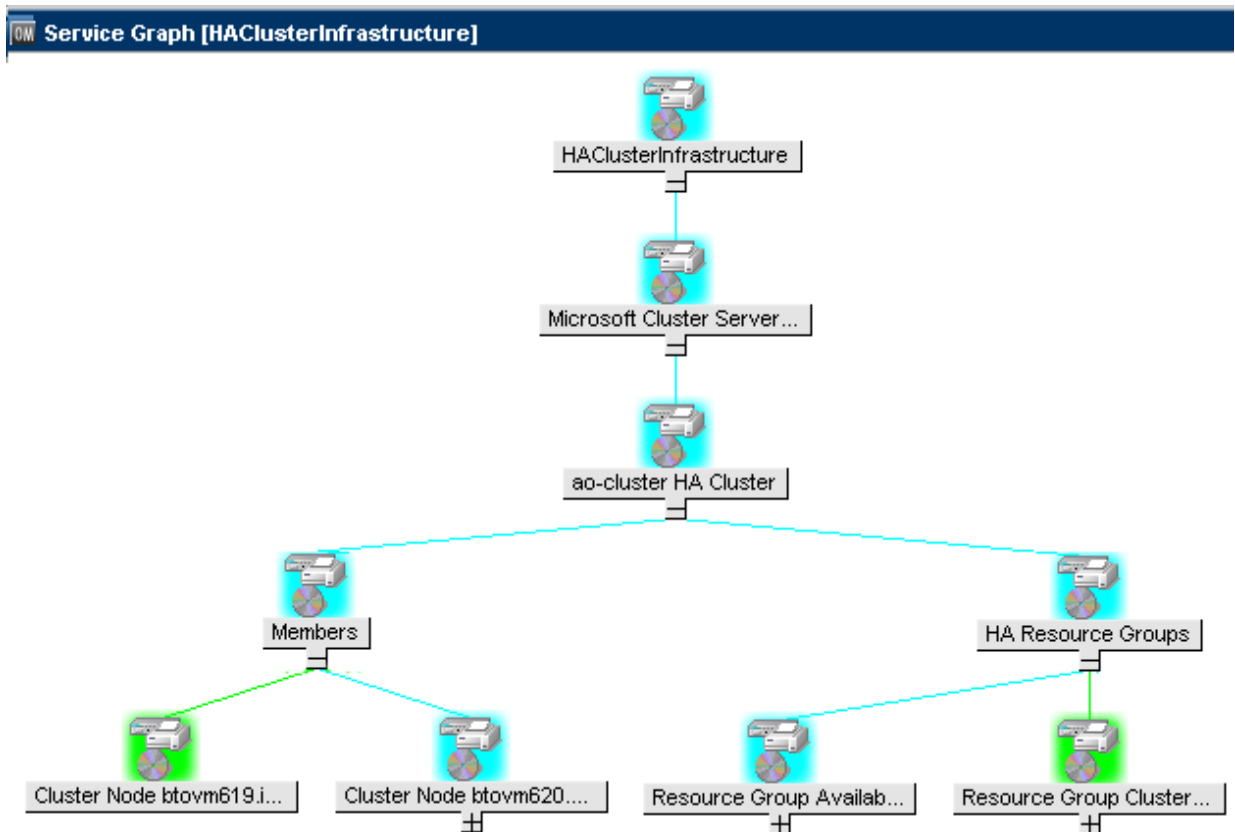 OM Service Graph [HAClusterInfrastructure]
HAClusterInfrastructure
Microsoft Cluster Server...
ao-cluster HA Cluster
Members
HA Resource Groups
Cluster Node btovm619.i...
Cluster Node btovm620....
Resource Group Availab...
Resource Group Cluster...